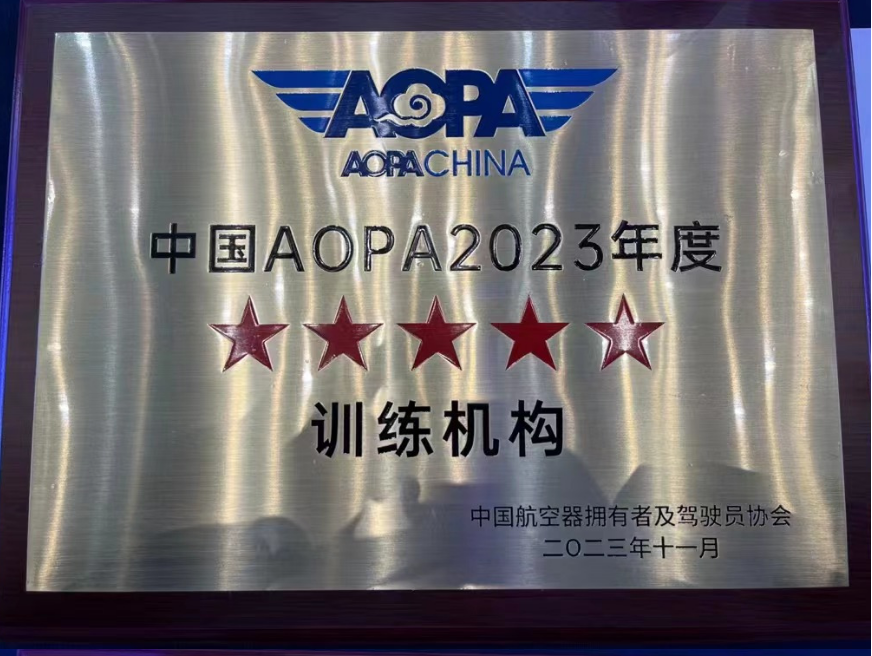 AOPA
AOPA CHINA
中国AOPA2023年度
训练机构
中国航空器拥有者及驾驶员协会
二〇二三年十一月